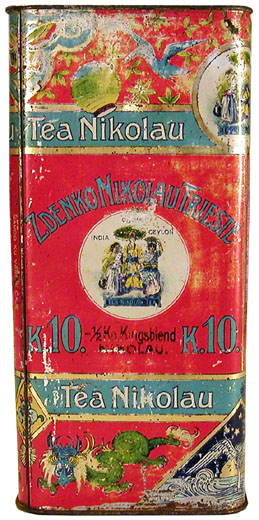 Tea Nikolau
ZDENKO NIKOLAU TRIESTE
INDIA CEYLON
K.10. -½ Ko Kingsblend K.10.
NIKOLAU.
Tea Nikolau